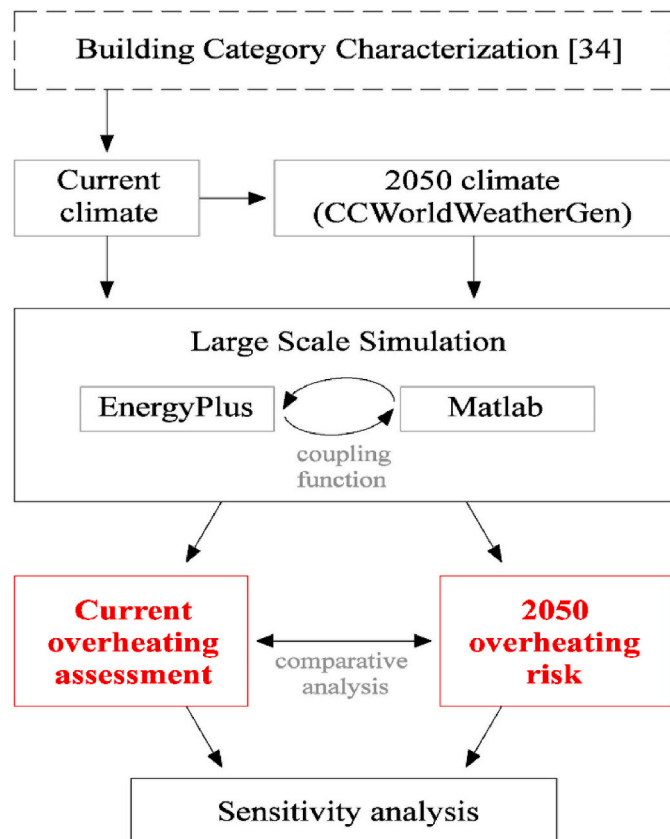 Building Category Characterization [34]
Current
climate
2050 climate
(CCWorldWeatherGen)
Large Scale Simulation
EnergyPlus
Matlab
coupling
function
Current
overheating
assessment
comparative
analysis
2050
overheating
risk
Sensitivity analysis